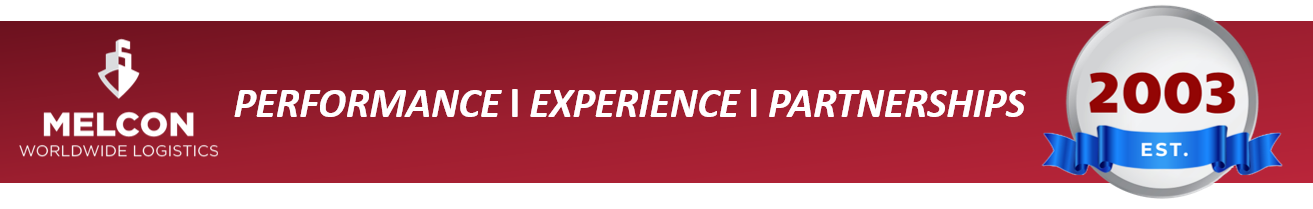 MELCON
WORLDWIDE LOGISTICS
PERFORMANCE I EXPERIENCE I PARTNERSHIPS
2003
EST.